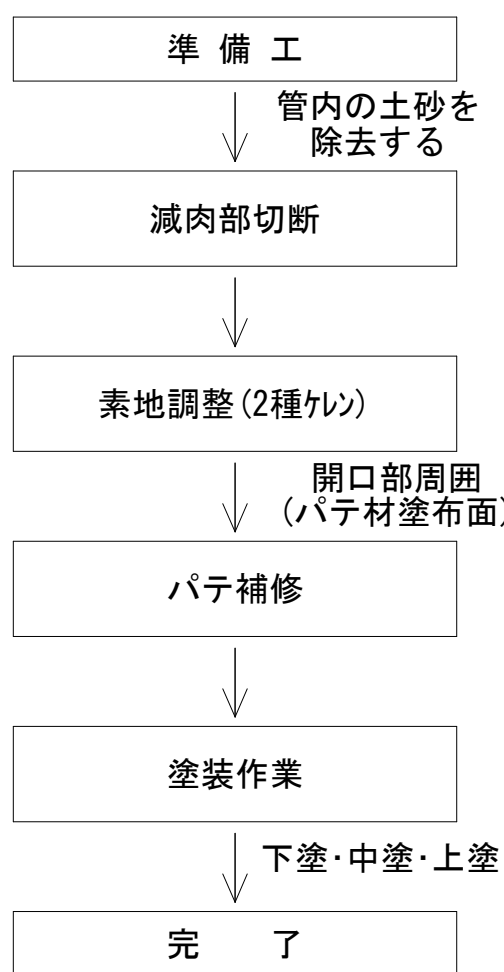 準 備 工
管内の土砂を
除去する
減肉部切断
素地調整(2種ｹﾚﾝ)
開口部周囲
(パテ材塗布面)
パテ補修
塗装作業
下塗･中塗･上塗
完 了